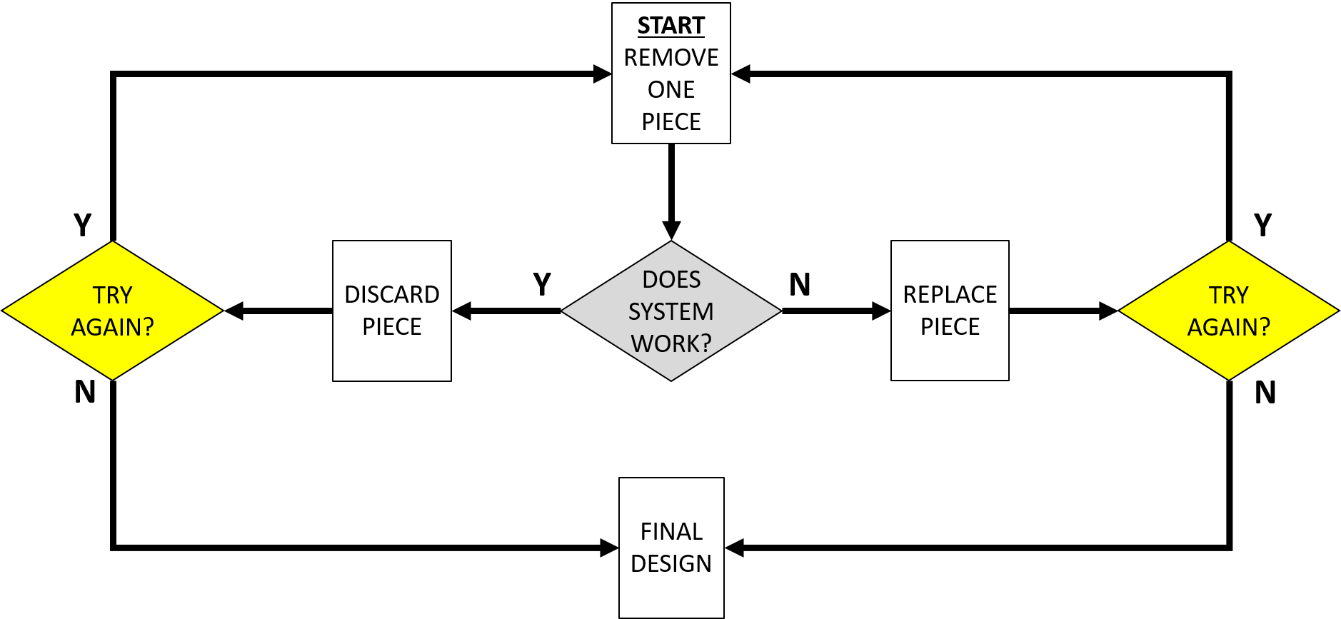 START
REMOVE
ONE
PIECE
Y
TRY
AGAIN?
N
DISCARD
PIECE
Y
DOES
SYSTEM
WORK?
N
REPLACE
PIECE
Y
TRY
AGAIN?
N
FINAL
DESIGN